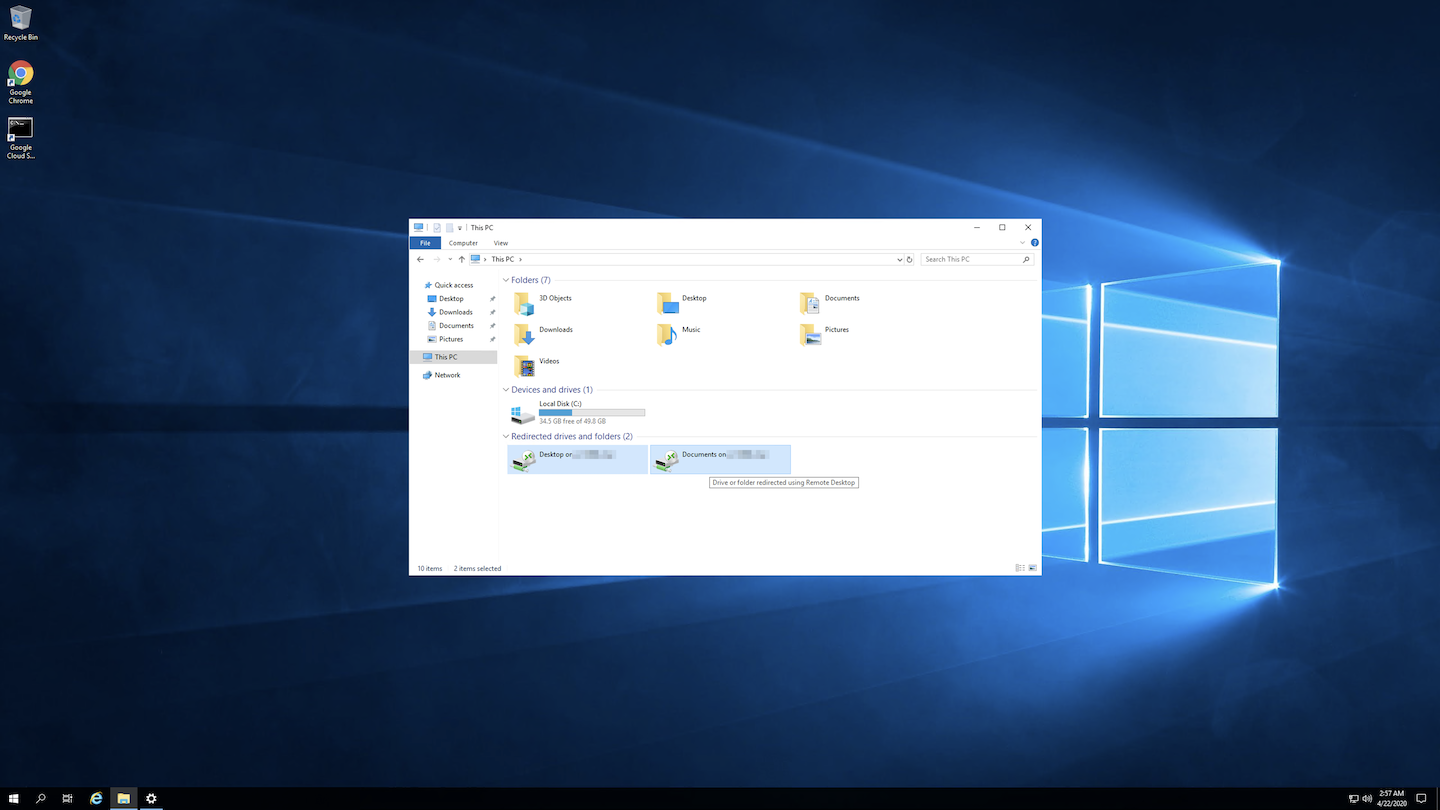 Recycle Bin
Google
Chrome
Google
Cloud S...
This PC
File Computer View
This PC
Search This PC
Quick access
Desktop
Downloads
Documents
Pictures
This PC
Network
Folders (7)
3D Objects
Desktop
Documents
Downloads
Music
Pictures
Videos
Devices and drives (1)
Local Disk (C:)
34.5 GB free of 49.8 GB
Redirected drives and folders (2)
Desktop on
Documents on
Drive or folder redirected using Remote Desktop
10 items 2 items selected
2:57 AM
4/22/2020